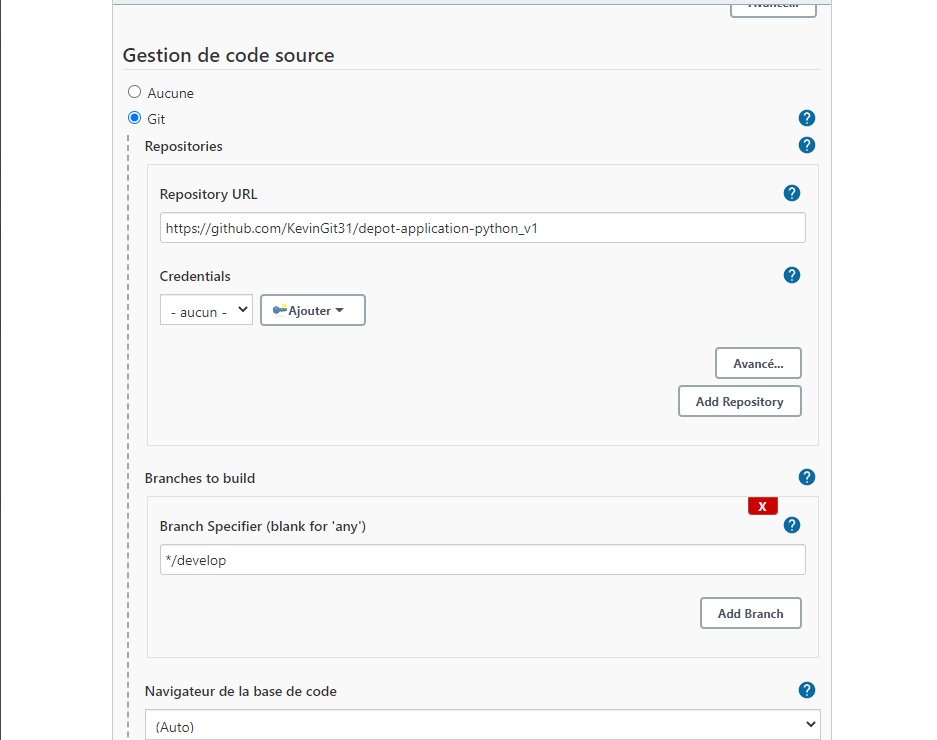 Avancé...
Gestion de code source
Aucune
Git
?
Repositories
?
Repository URL
?
https://github.com/KevinGit31/depot-application-python_v1
Credentials
?
- aucun -
Ajouter
Avancé...
Add Repository
Branches to build
?
X
Branch Specifier (blank for 'any')
?
*/develop
Add Branch
Navigateur de la base de code
?
(Auto)